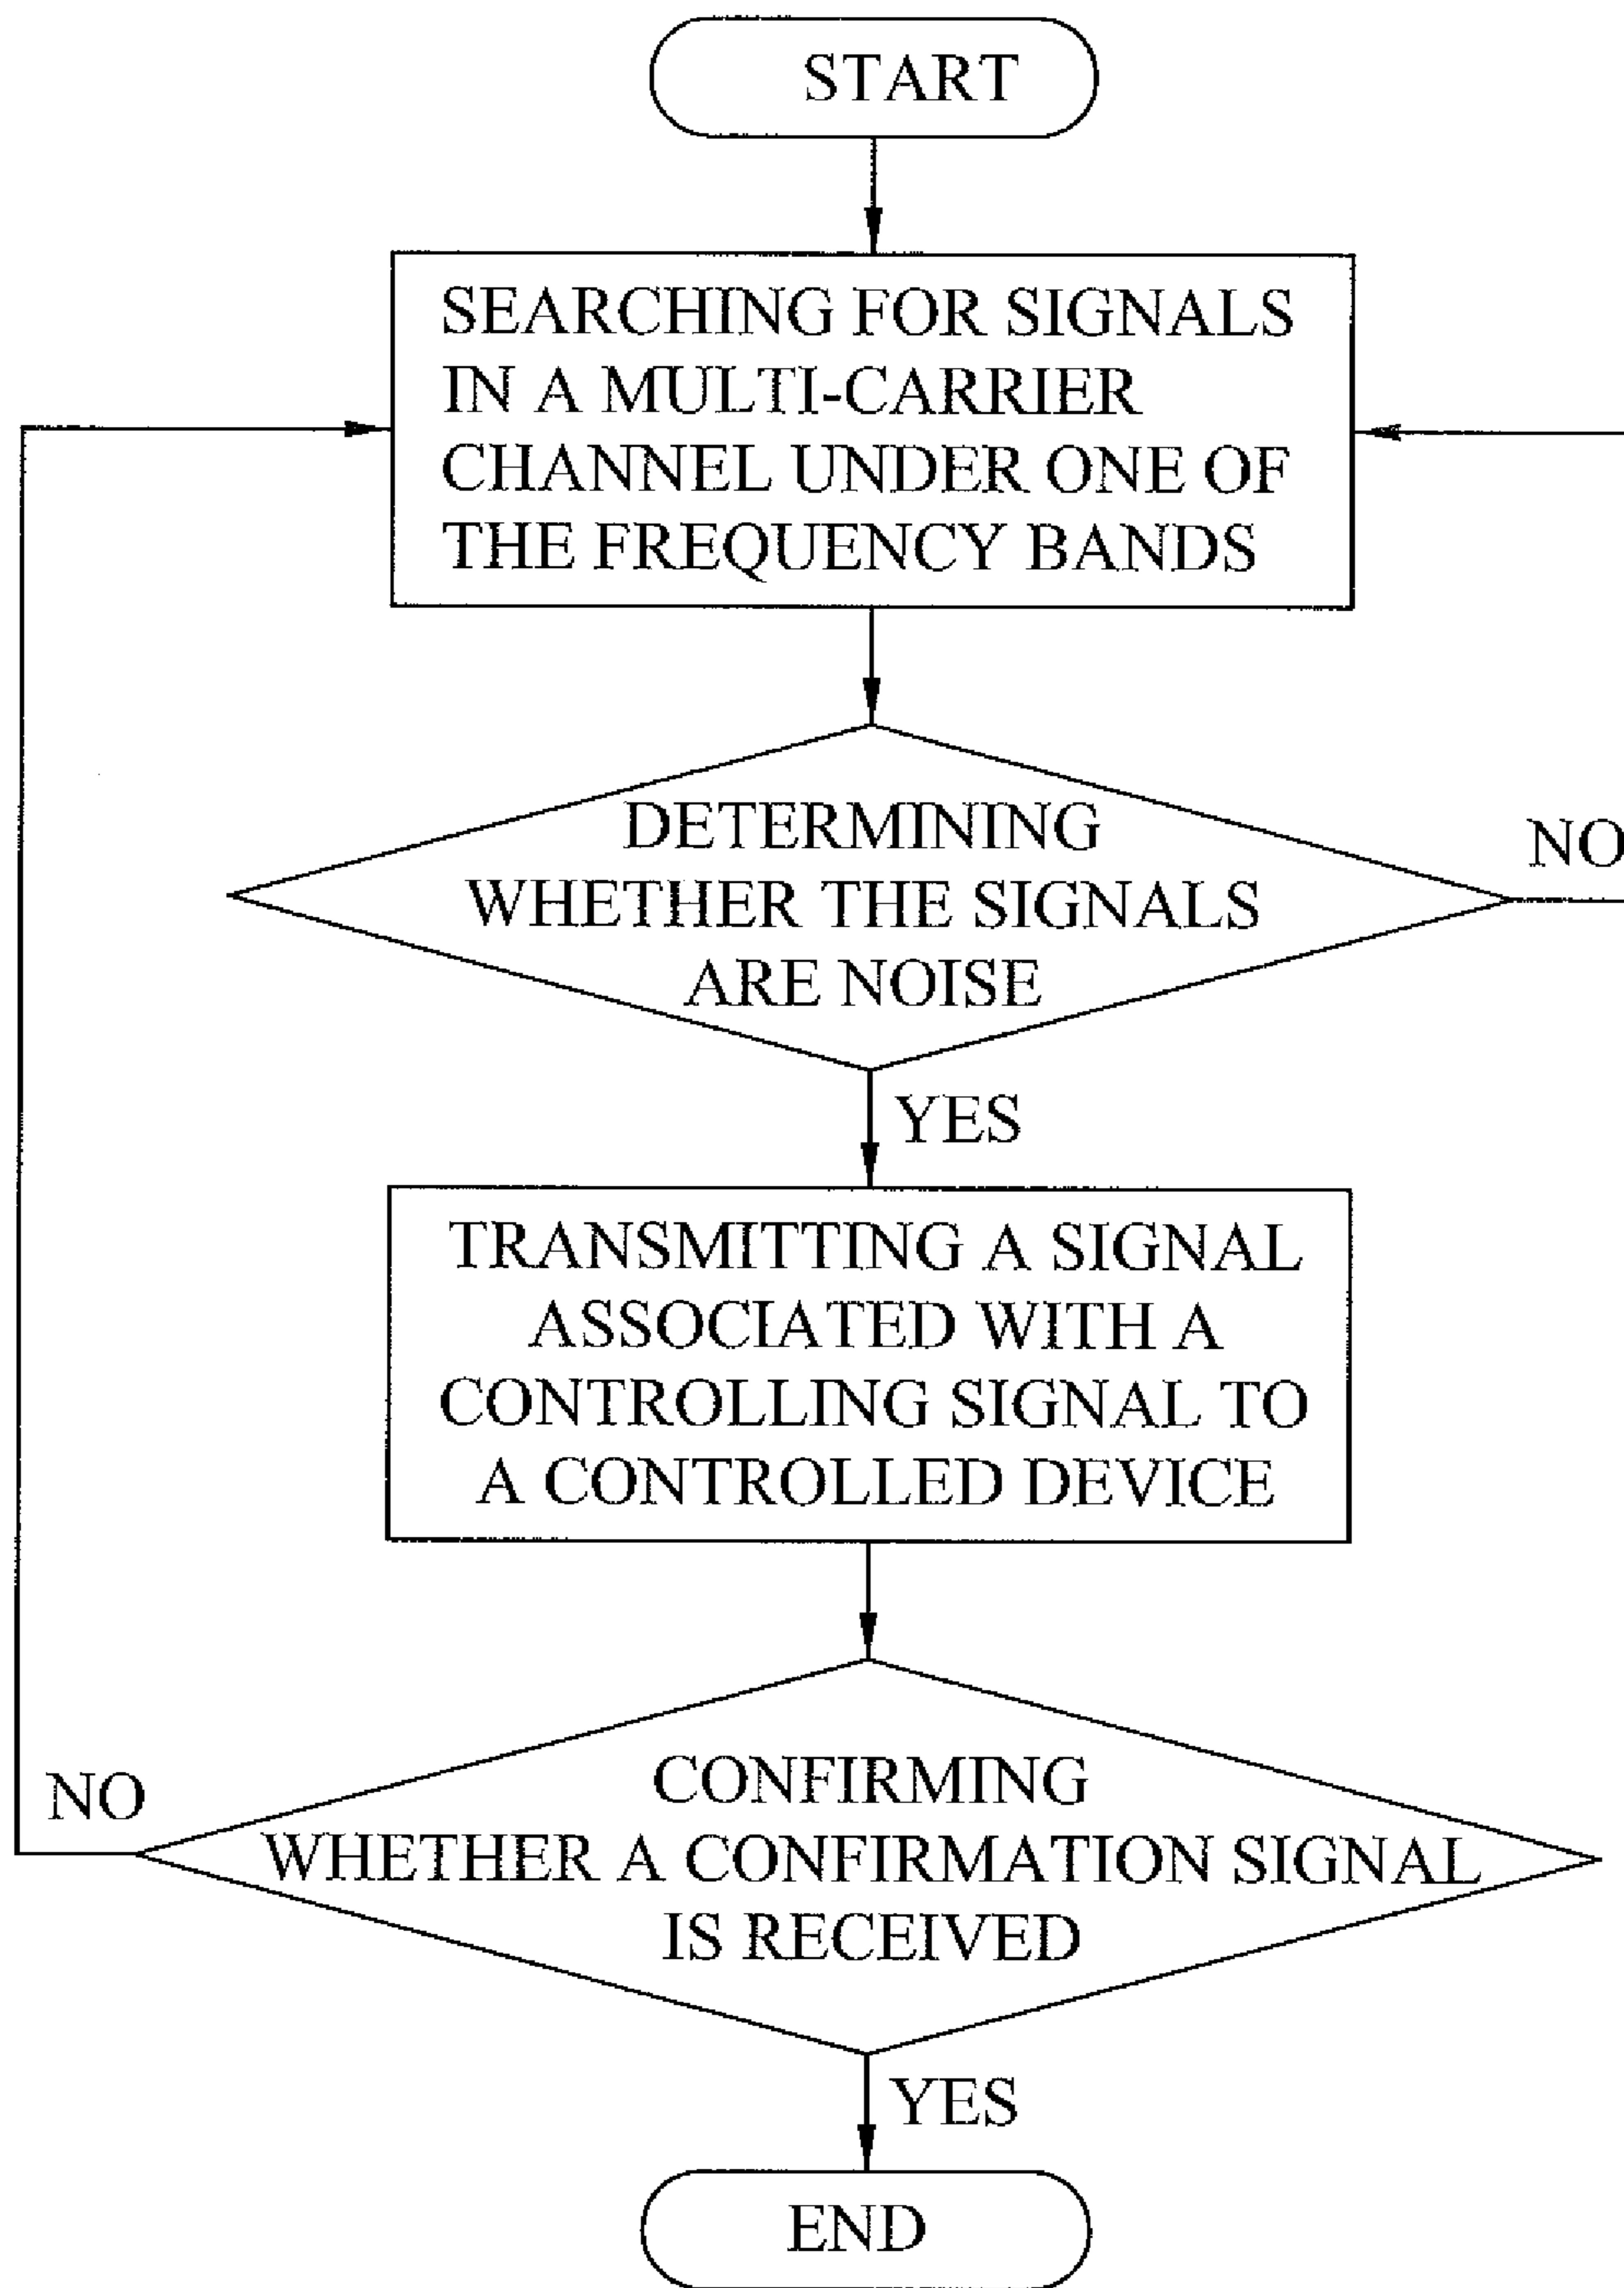 START
SEARCHING FOR SIGNALS
IN A MULTI-CARRIER
CHANNEL UNDER ONE OF
THE FREQUENCY BANDS
DETERMINING
WHETHER THE SIGNALS
ARE NOISE
NO
YES
TRANSMITTING A SIGNAL
ASSOCIATED WITH A
CONTROLLING SIGNAL TO
A CONTROLLED DEVICE
CONFIRMING
WHETHER A CONFIRMATION SIGNAL
IS RECEIVED
NO
YES
END